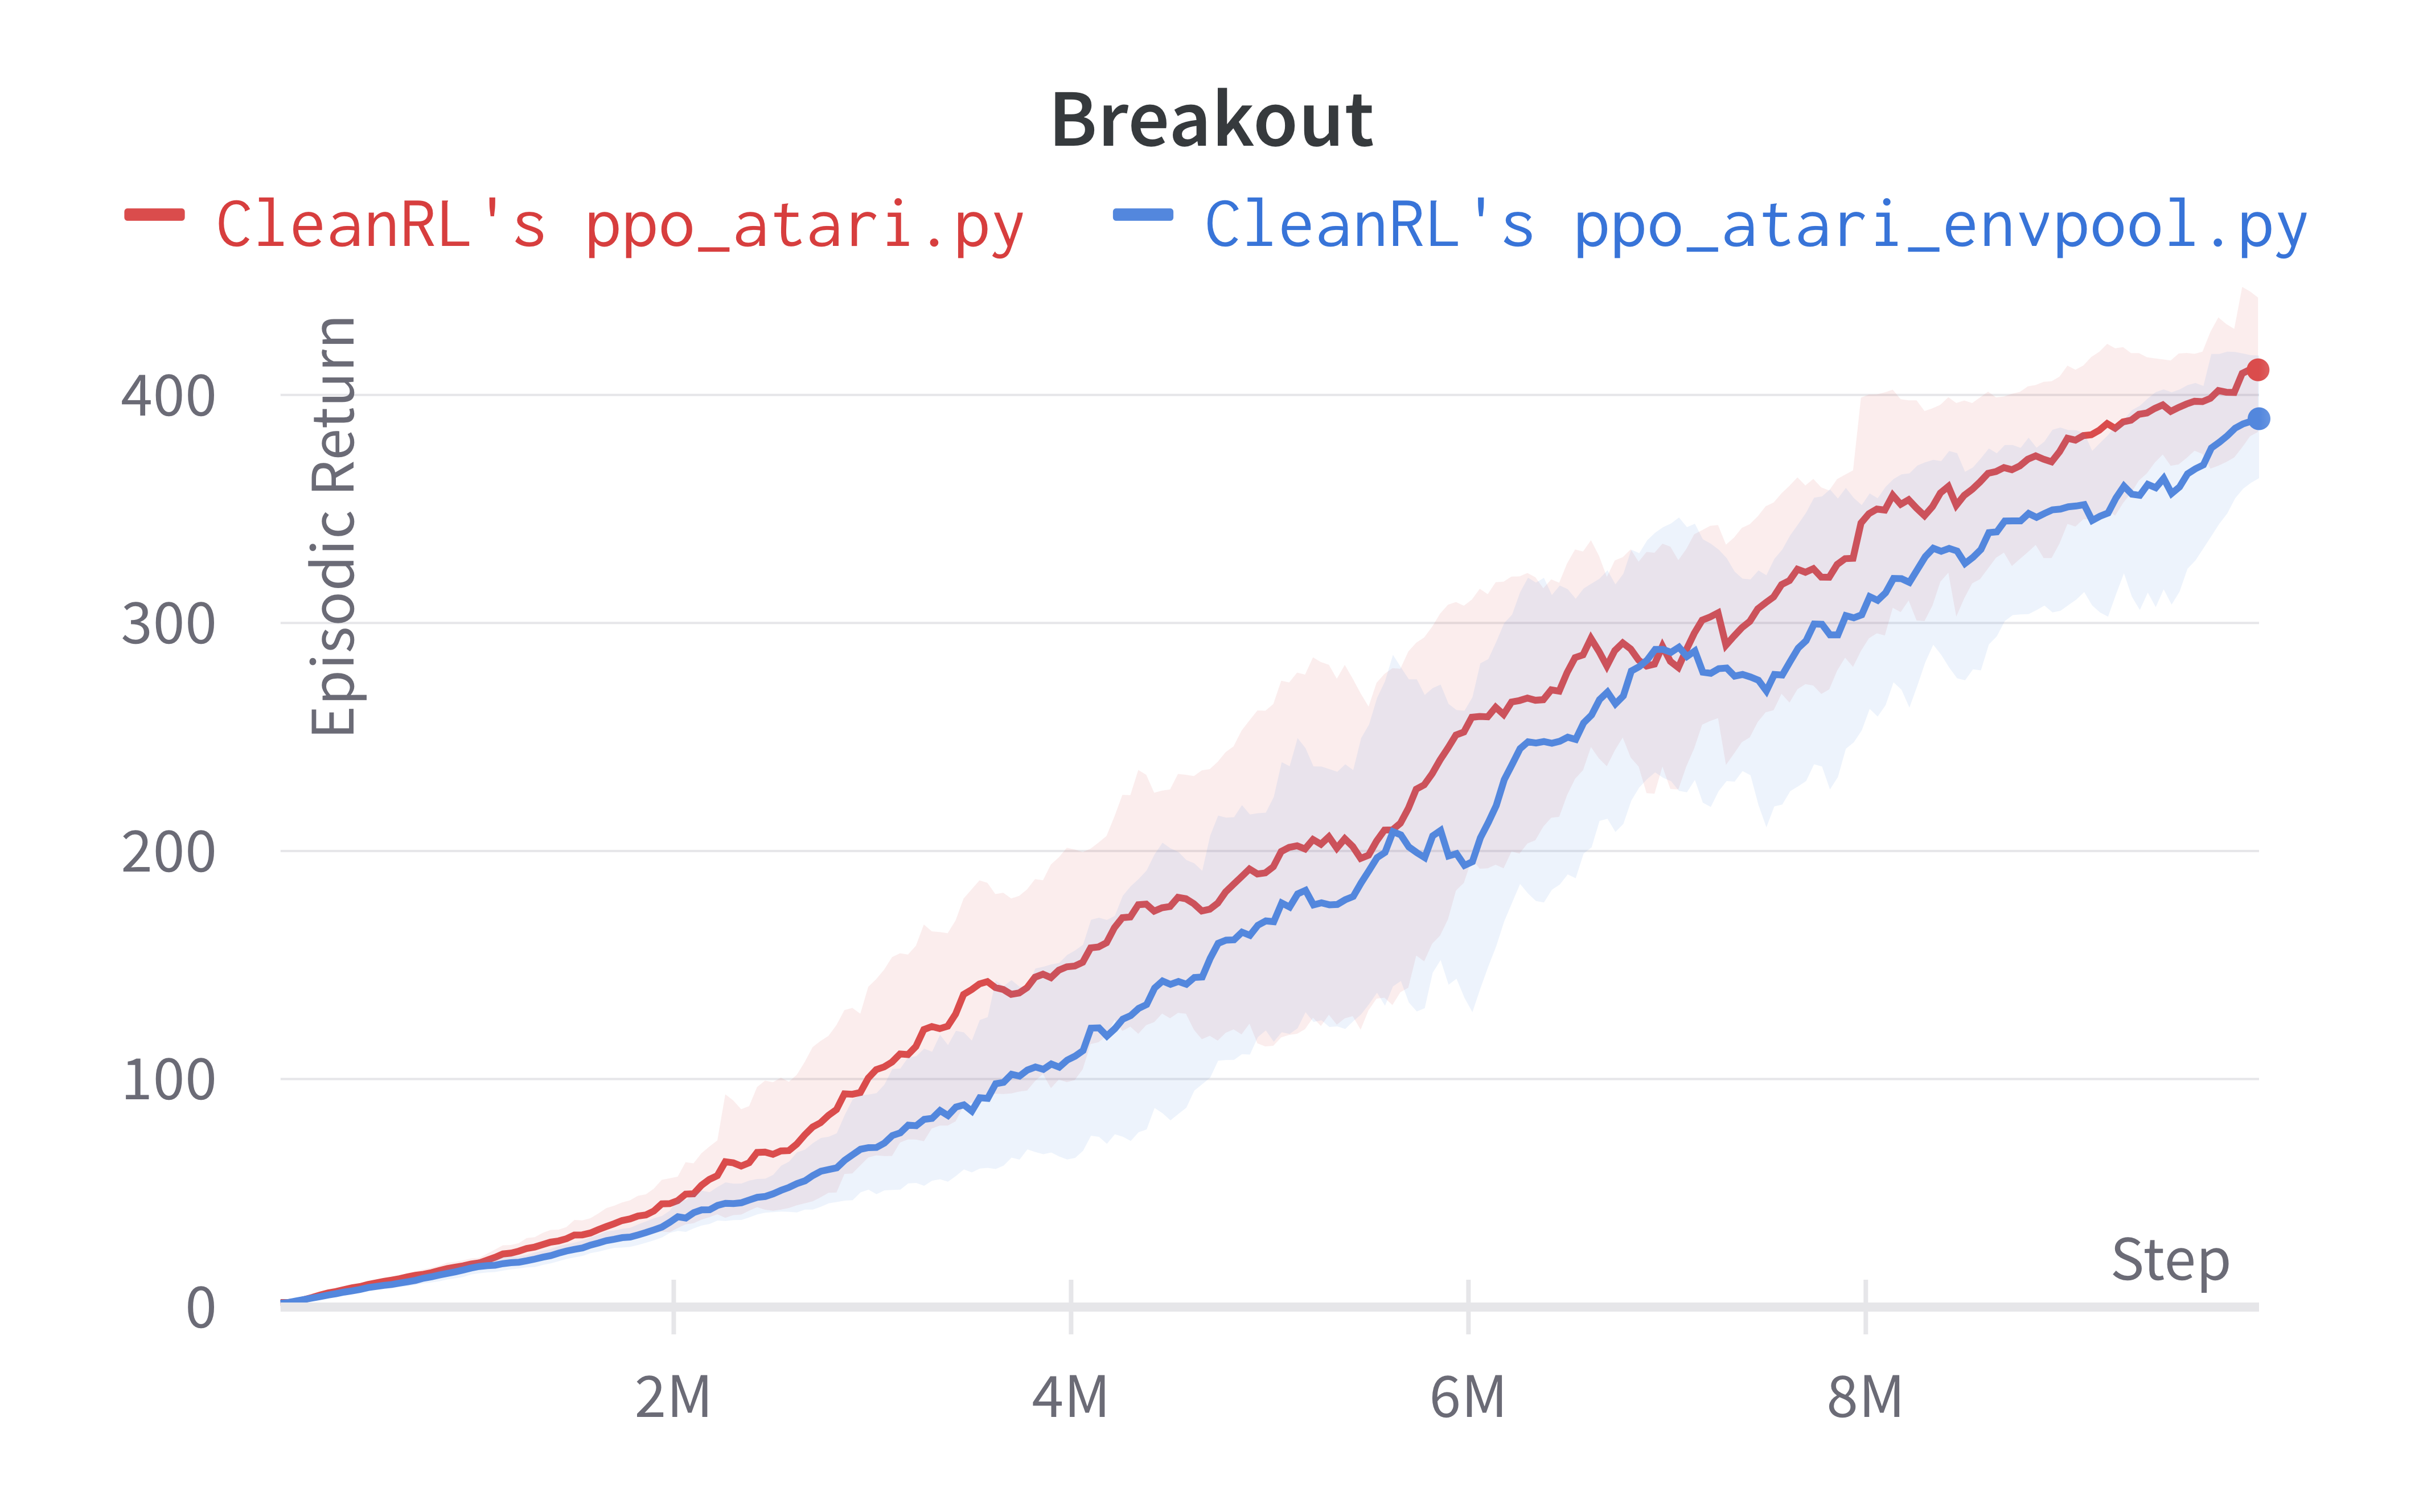 Breakout
CleanRL's ppo_atari.py
CleanRL's ppo_atari_envpool.py
Episodic Return
400
300
200
100
0
Step
2M
4M
6M
8M